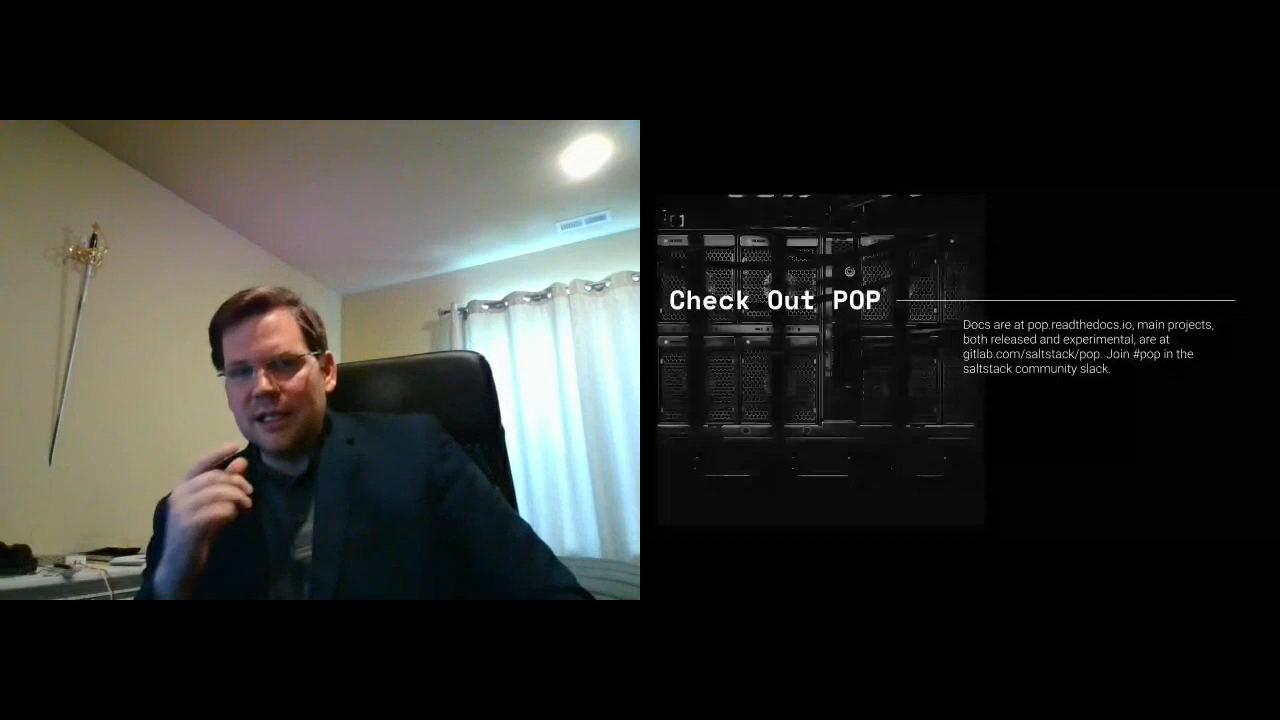 Check Out POP
Docs are at pop.readthedocs.io, main projects,
both released and experimental, are at
gitlab.com/saltstack/pop. Join #pop in the
saltstack community slack.